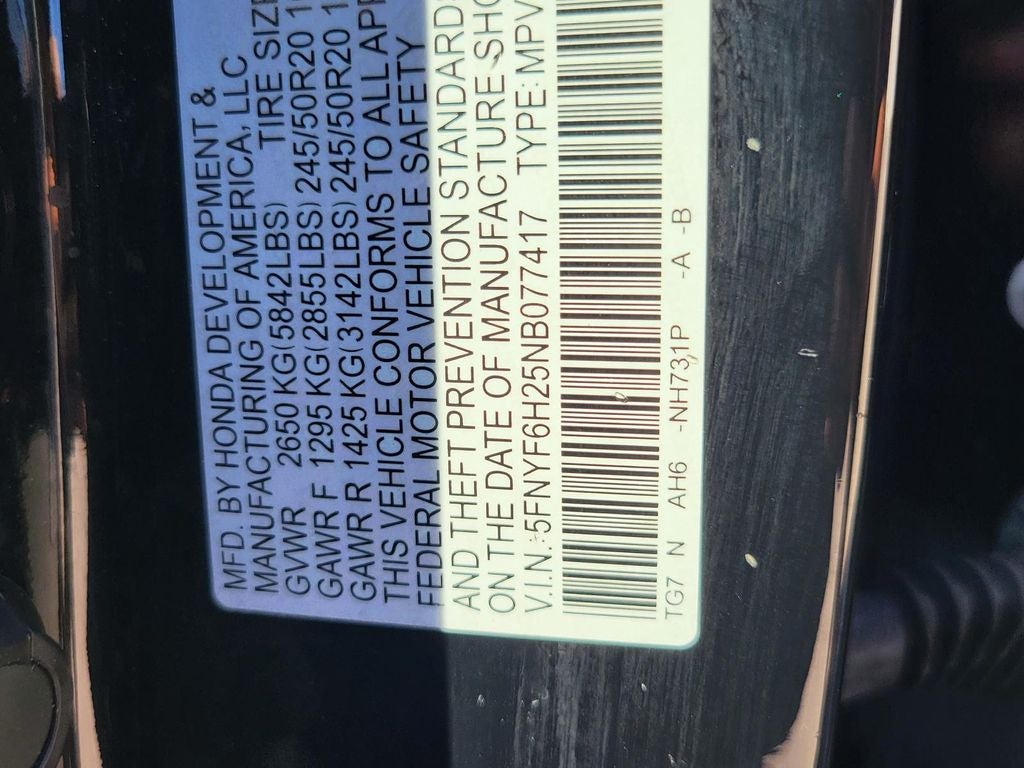 MFD. BY HONDA DEVELOPMENT &
MANUFACTURING OF AMERICA, LLC
GVWR 2650 KG(5842LBS) TIRE SIZE
GAWR F 1295 KG(2855LBS) 245/50R20
GAWR R 1425 KG(3142LBS) 245/50R20
THIS VEHICLE CONFORMS TO ALL APP
FEDERAL MOTOR VEHICLE SAFETY
AND THEFT PREVENTION STANDARDS
ON THE DATE OF MANUFACTURE SHO
V.I.N.:5FNYF6H25NB077417 TYPE:MPV
TG7 N AH6 -NH731P -A -B